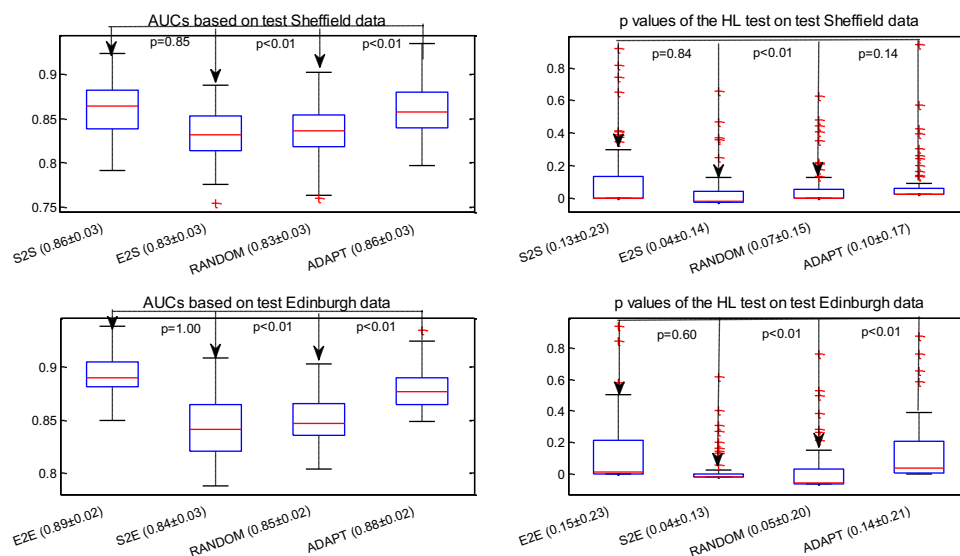 AUCs based on test Sheffield data
p=0.85 p<0.01 p<0.01
0.9
0.85
0.8
0.75
S2S (0.86±0.03)
E2S (0.83±0.03)
RANDOM (0.83±0.03)
ADAPT (0.86±0.03)
p values of the HL test on test Sheffield data
p=0.84 p<0.01 p=0.14
0.8
0.6
0.4
0.2
0
S2S (0.13±0.23)
E2S (0.04±0.14)
RANDOM (0.07±0.15)
ADAPT (0.10±0.17)
AUCs based on test Edinburgh data
p=1.00 p<0.01 p<0.01
0.9
0.85
0.8
E2E (0.89±0.02)
S2E (0.84±0.03)
RANDOM (0.85±0.02)
ADAPT (0.88±0.02)
p values of the HL test on test Edinburgh data
p=0.60 p<0.01 p<0.01
0.8
0.6
0.4
0.2
0
E2E (0.15±0.23)
S2E (0.04±0.13)
RANDOM (0.05±0.20)
ADAPT (0.14±0.21)